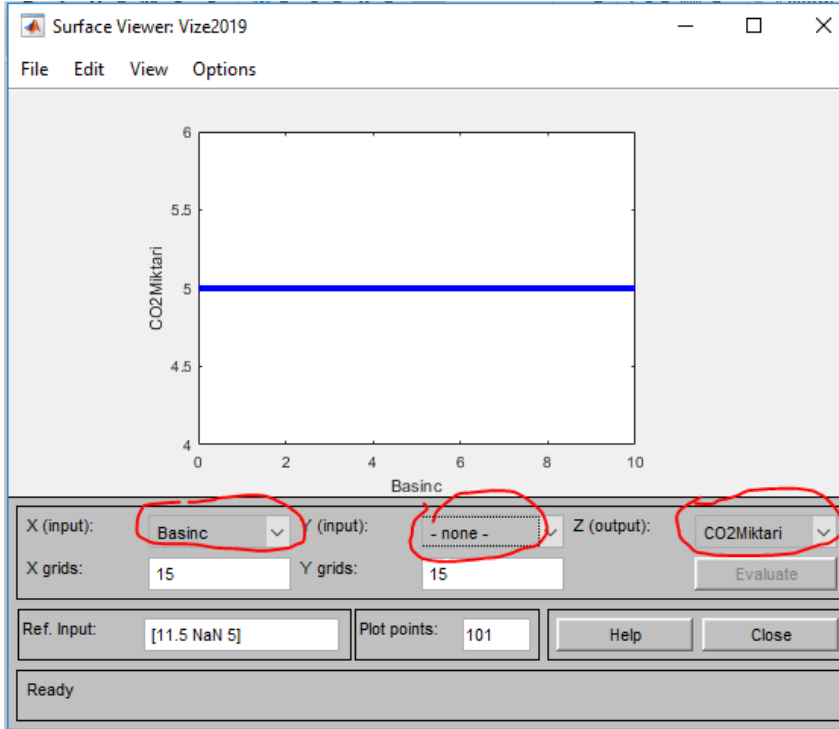 Surface Viewer: Vize2019
File Edit View Options
6
5.5
5
4.5
4
CO2Miktari
0 2 4 6 8 10
Basinc
X (input): Basinc Y (input): - none - Z (output): CO2Miktari
X grids: 15 Y grids: 15 Evaluate
Ref. Input: [11.5 NaN 5] Plot points: 101 Help Close
Ready